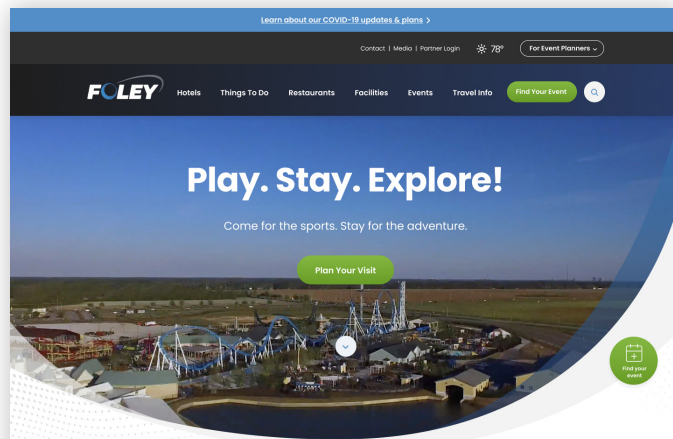 Learn about our COVID-19 updates & plans >
Contact | Media | Partner Login 78° For Event Planners
FOLEY Hotels Things To Do Restaurants Facilities Events Travel Info Find Your Event
Play. Stay. Explore!
Come for the sports. Stay for the adventure.
Plan Your Visit
Find your
event